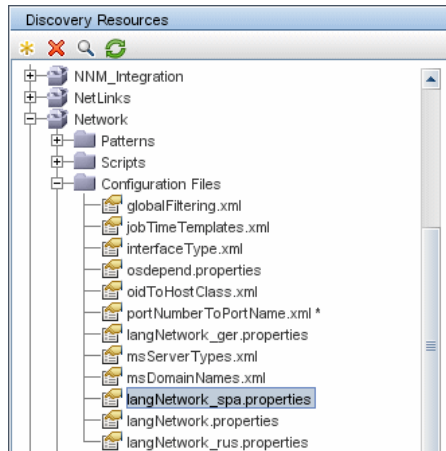 Discovery Resources
NNM_Integration
NetLinks
Network
Patterns
Scripts
Configuration Files
globalFiltering.xml
jobTimeTemplates.xml
interfaceType.xml
osdepend.properties
oidToHostClass.xml
portNumberToPortName.xml *
langNetwork_ger.properties
msServerTypes.xml
msDomainNames.xml
langNetwork_spa.properties
langNetwork.properties
langNetwork_rus.properties